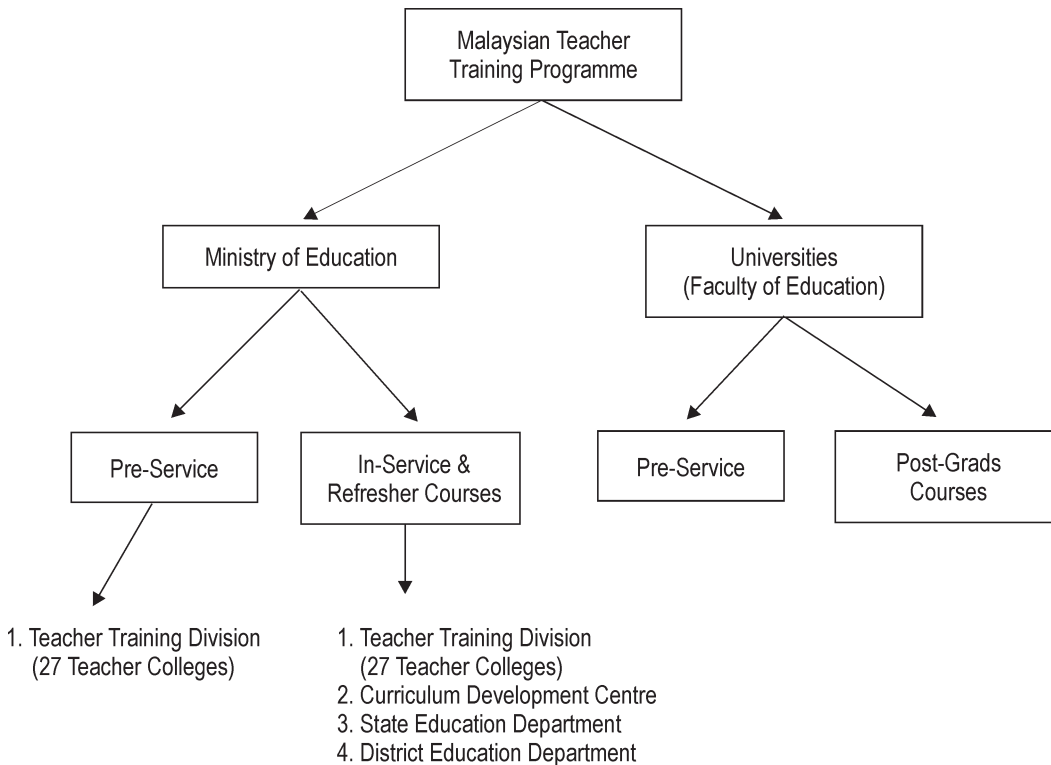 Malaysian Teacher
Training Programme
Ministry of Education
Universities
(Faculty of Education)
Pre-Service
In-Service &
Refresher Courses
Pre-Service
Post-Grads
Courses
1. Teacher Training Division
(27 Teacher Colleges)
1. Teacher Training Division
(27 Teacher Colleges)
2. Curriculum Development Centre
3. State Education Department
4. District Education Department